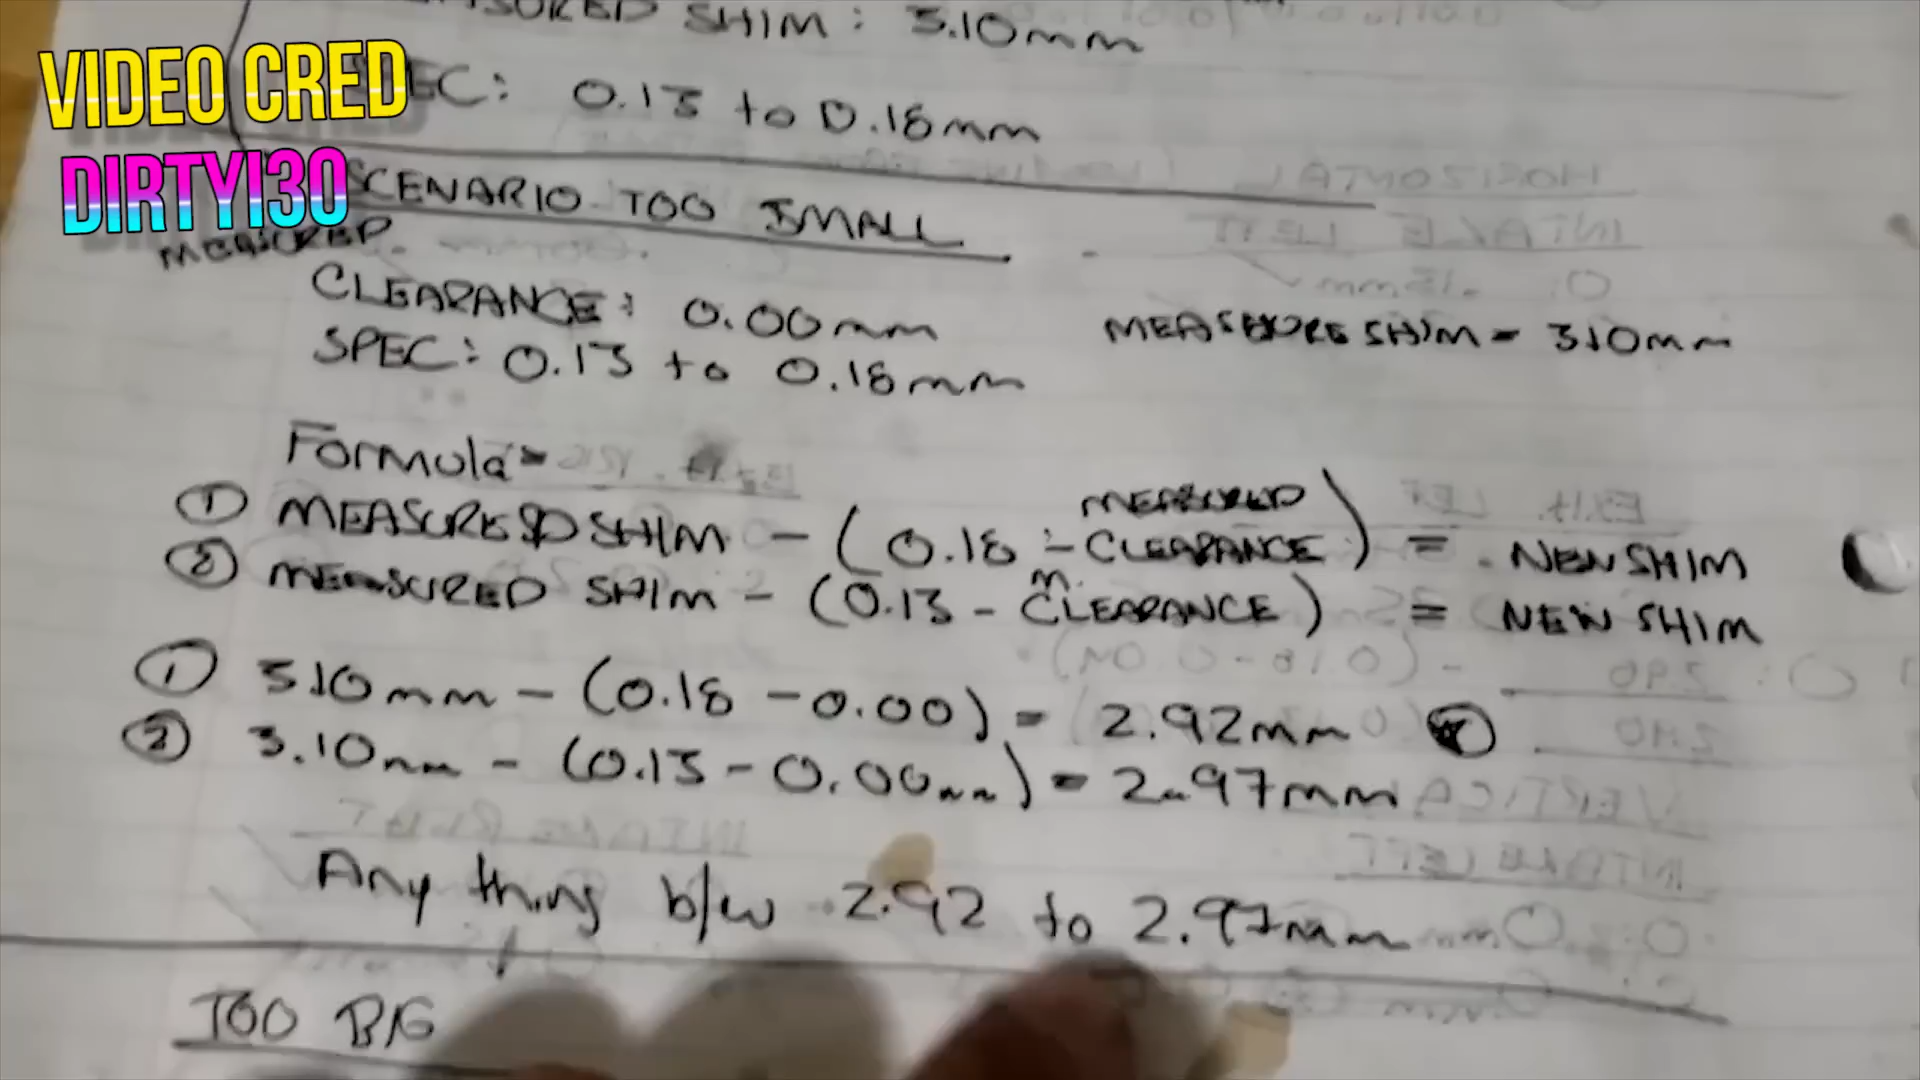 VIDEO CRED
DIRTYI30
SHIM: 3.10mm
EC: 0.13 to 0.18mm
SCENARIO TOO SMALL
MEASURED
CLEARANCE: 0.00mm
MEASURE SHIM = 3.10mm
SPEC: 0.13 to 0.18mm
Formula =
① MEASURED SHIM - (0.18 - MEASURED CLEARANCE) = NEW SHIM
② MEASURED SHIM - (0.13 - M. CLEARANCE) = NEW SHIM
① 3.10mm - (0.18 - 0.00) = 2.92mm
② 3.10mm - (0.13 - 0.00mm) = 2.97mm
Any thing b/w 2.92 to 2.97mm
TOO BIG